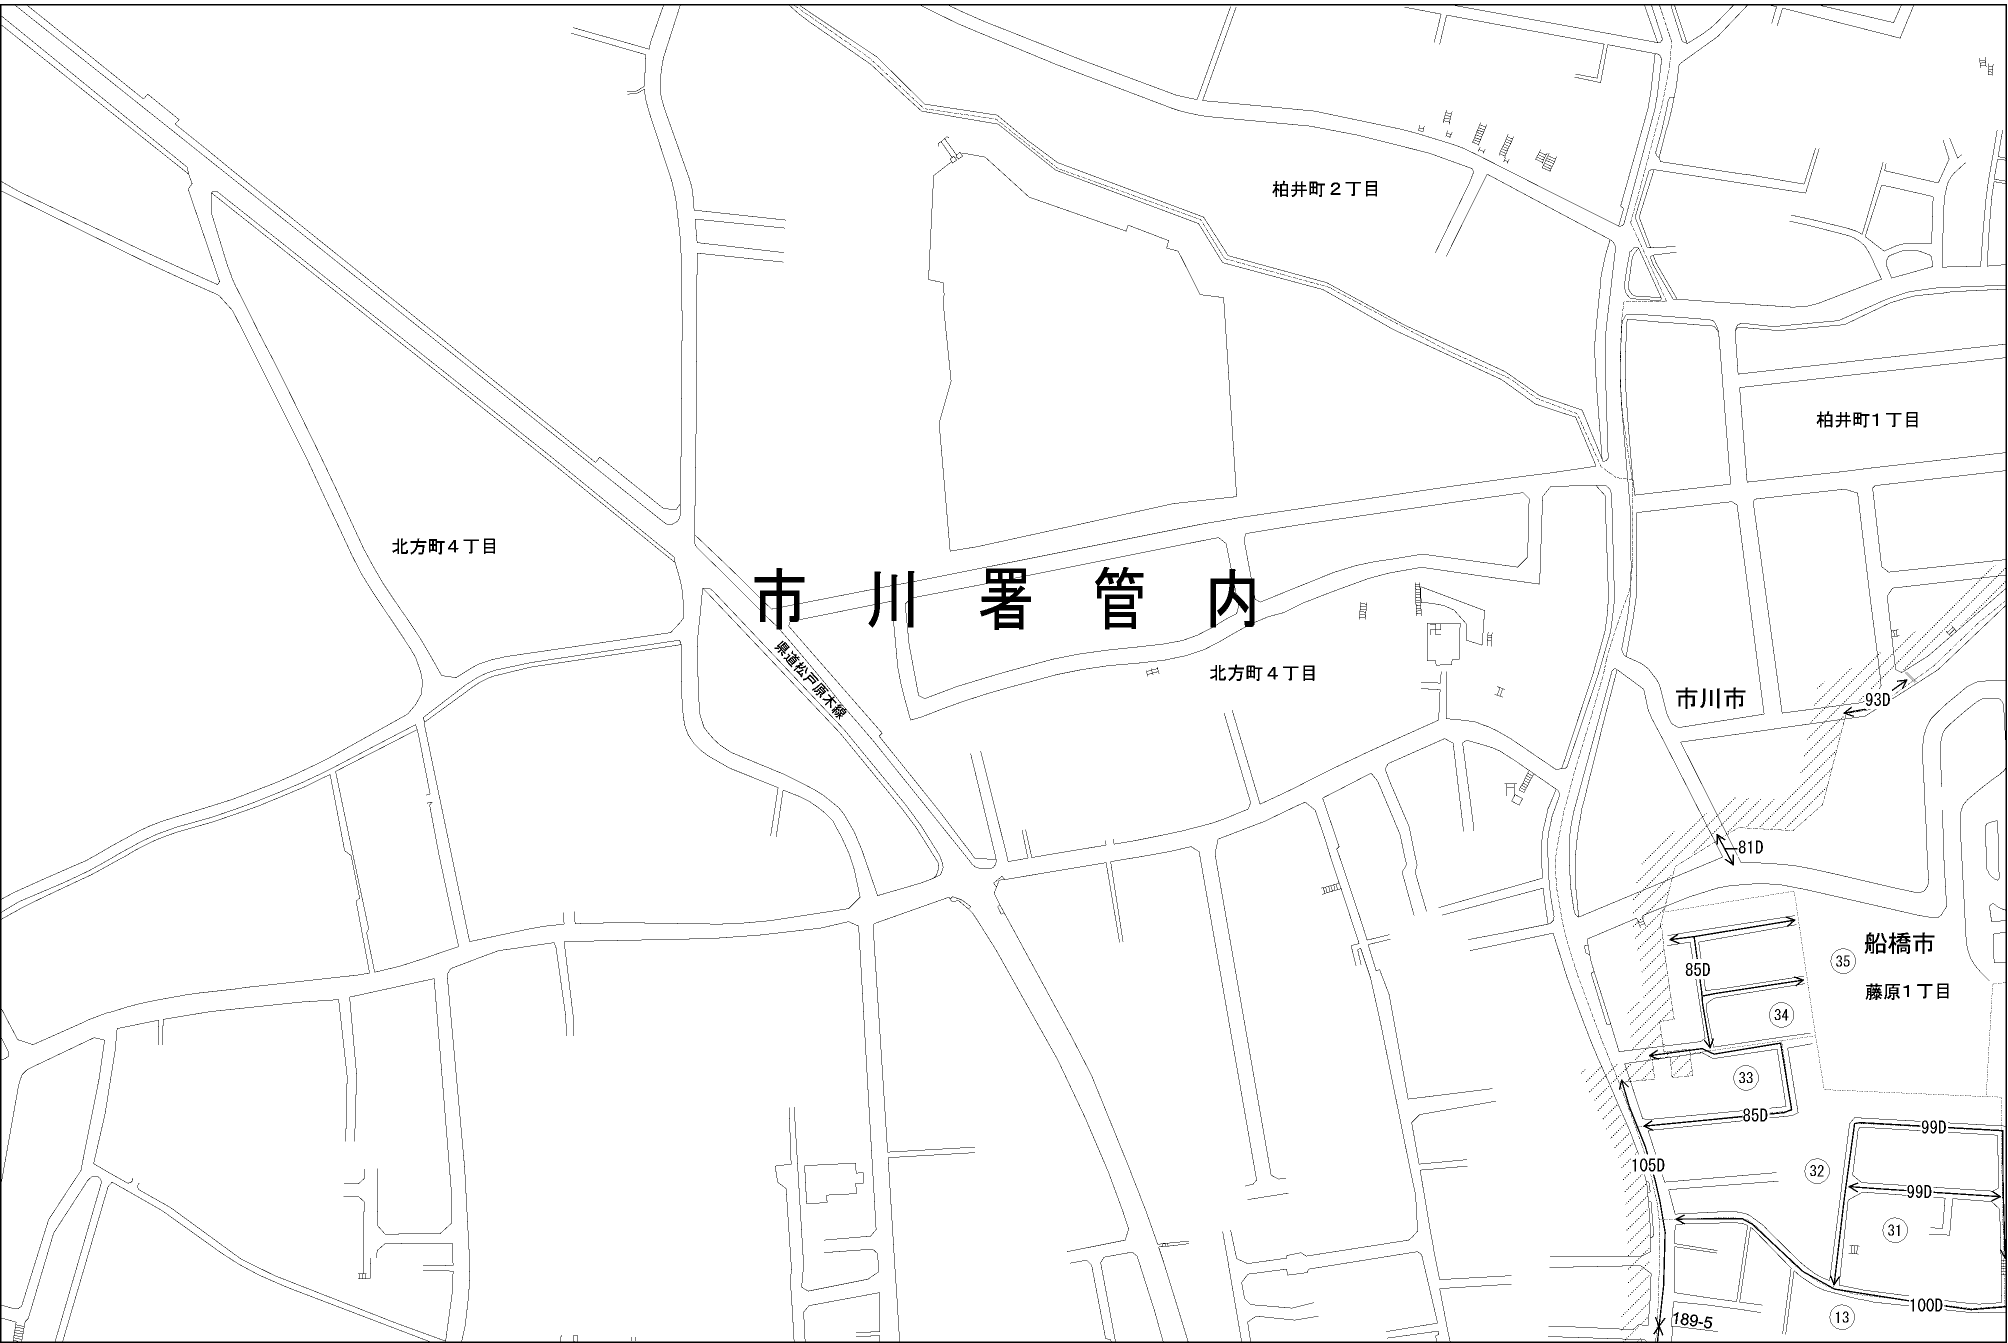 柏井町２丁目
柏井町１丁目
北方町４丁目
市川署管内
県道松戸原木線
北方町４丁目
市川市
93D
81D
船橋市
35
85D
藤原１丁目
34
33
85D
99D
105D
32
99D
31
100D
13
189-5